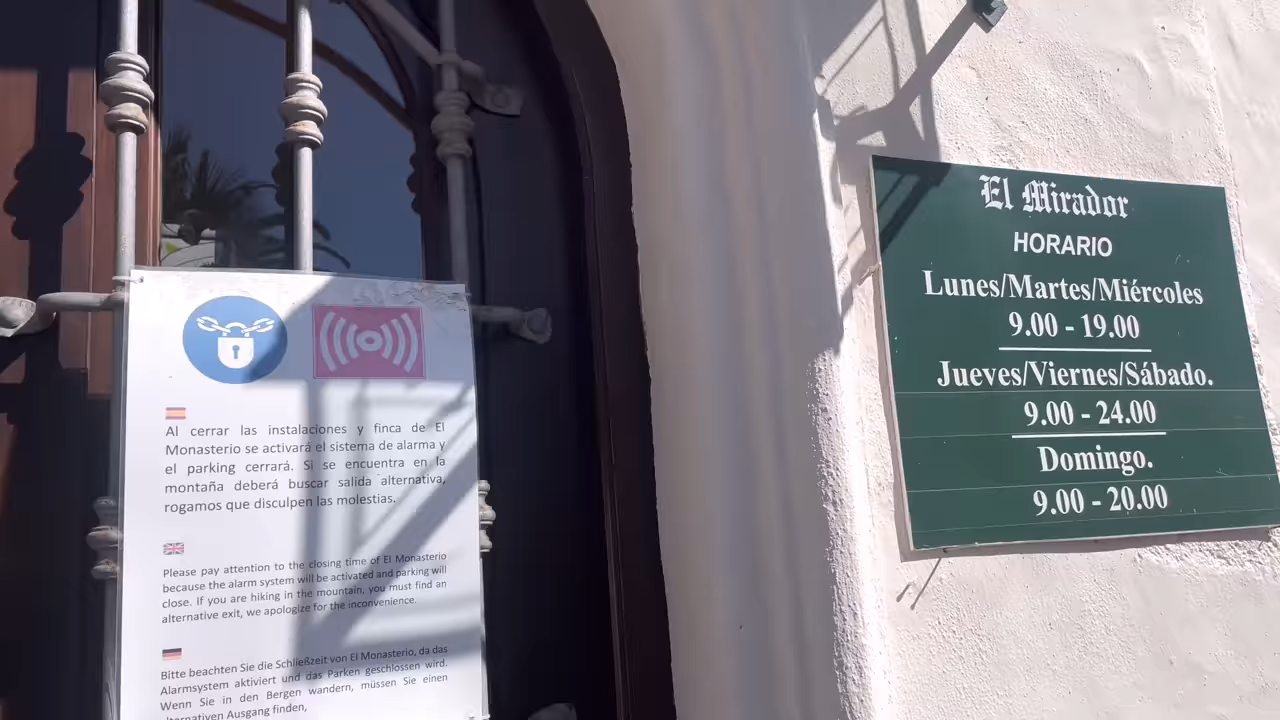 Al cerrar las instalaciones y finca de El
Monasterio se activará el sistema de alarma y
el parking cerrará. Si se encuentra en la
montaña deberá buscar salida alternativa,
rogamos que disculpen las molestias.
Please pay attention to the closing time of El Monasterio
because the alarm system will be activated and parking will
close. If you are hiking in the mountain, you must find an
alternative exit, we apologize for the inconvenience.
Bitte beachten Sie die Schließzeit von El Monasterio, da das
Alarmsystem aktiviert und das Parken geschlossen wird.
Wenn Sie in den Bergen wandern, müssen Sie einen
alternativen Ausgang finden,
El Mirador
HORARIO
Lunes/Martes/Miércoles
9.00 - 19.00
Jueves/Viernes/Sábado.
9.00 - 24.00
Domingo.
9.00 - 20.00